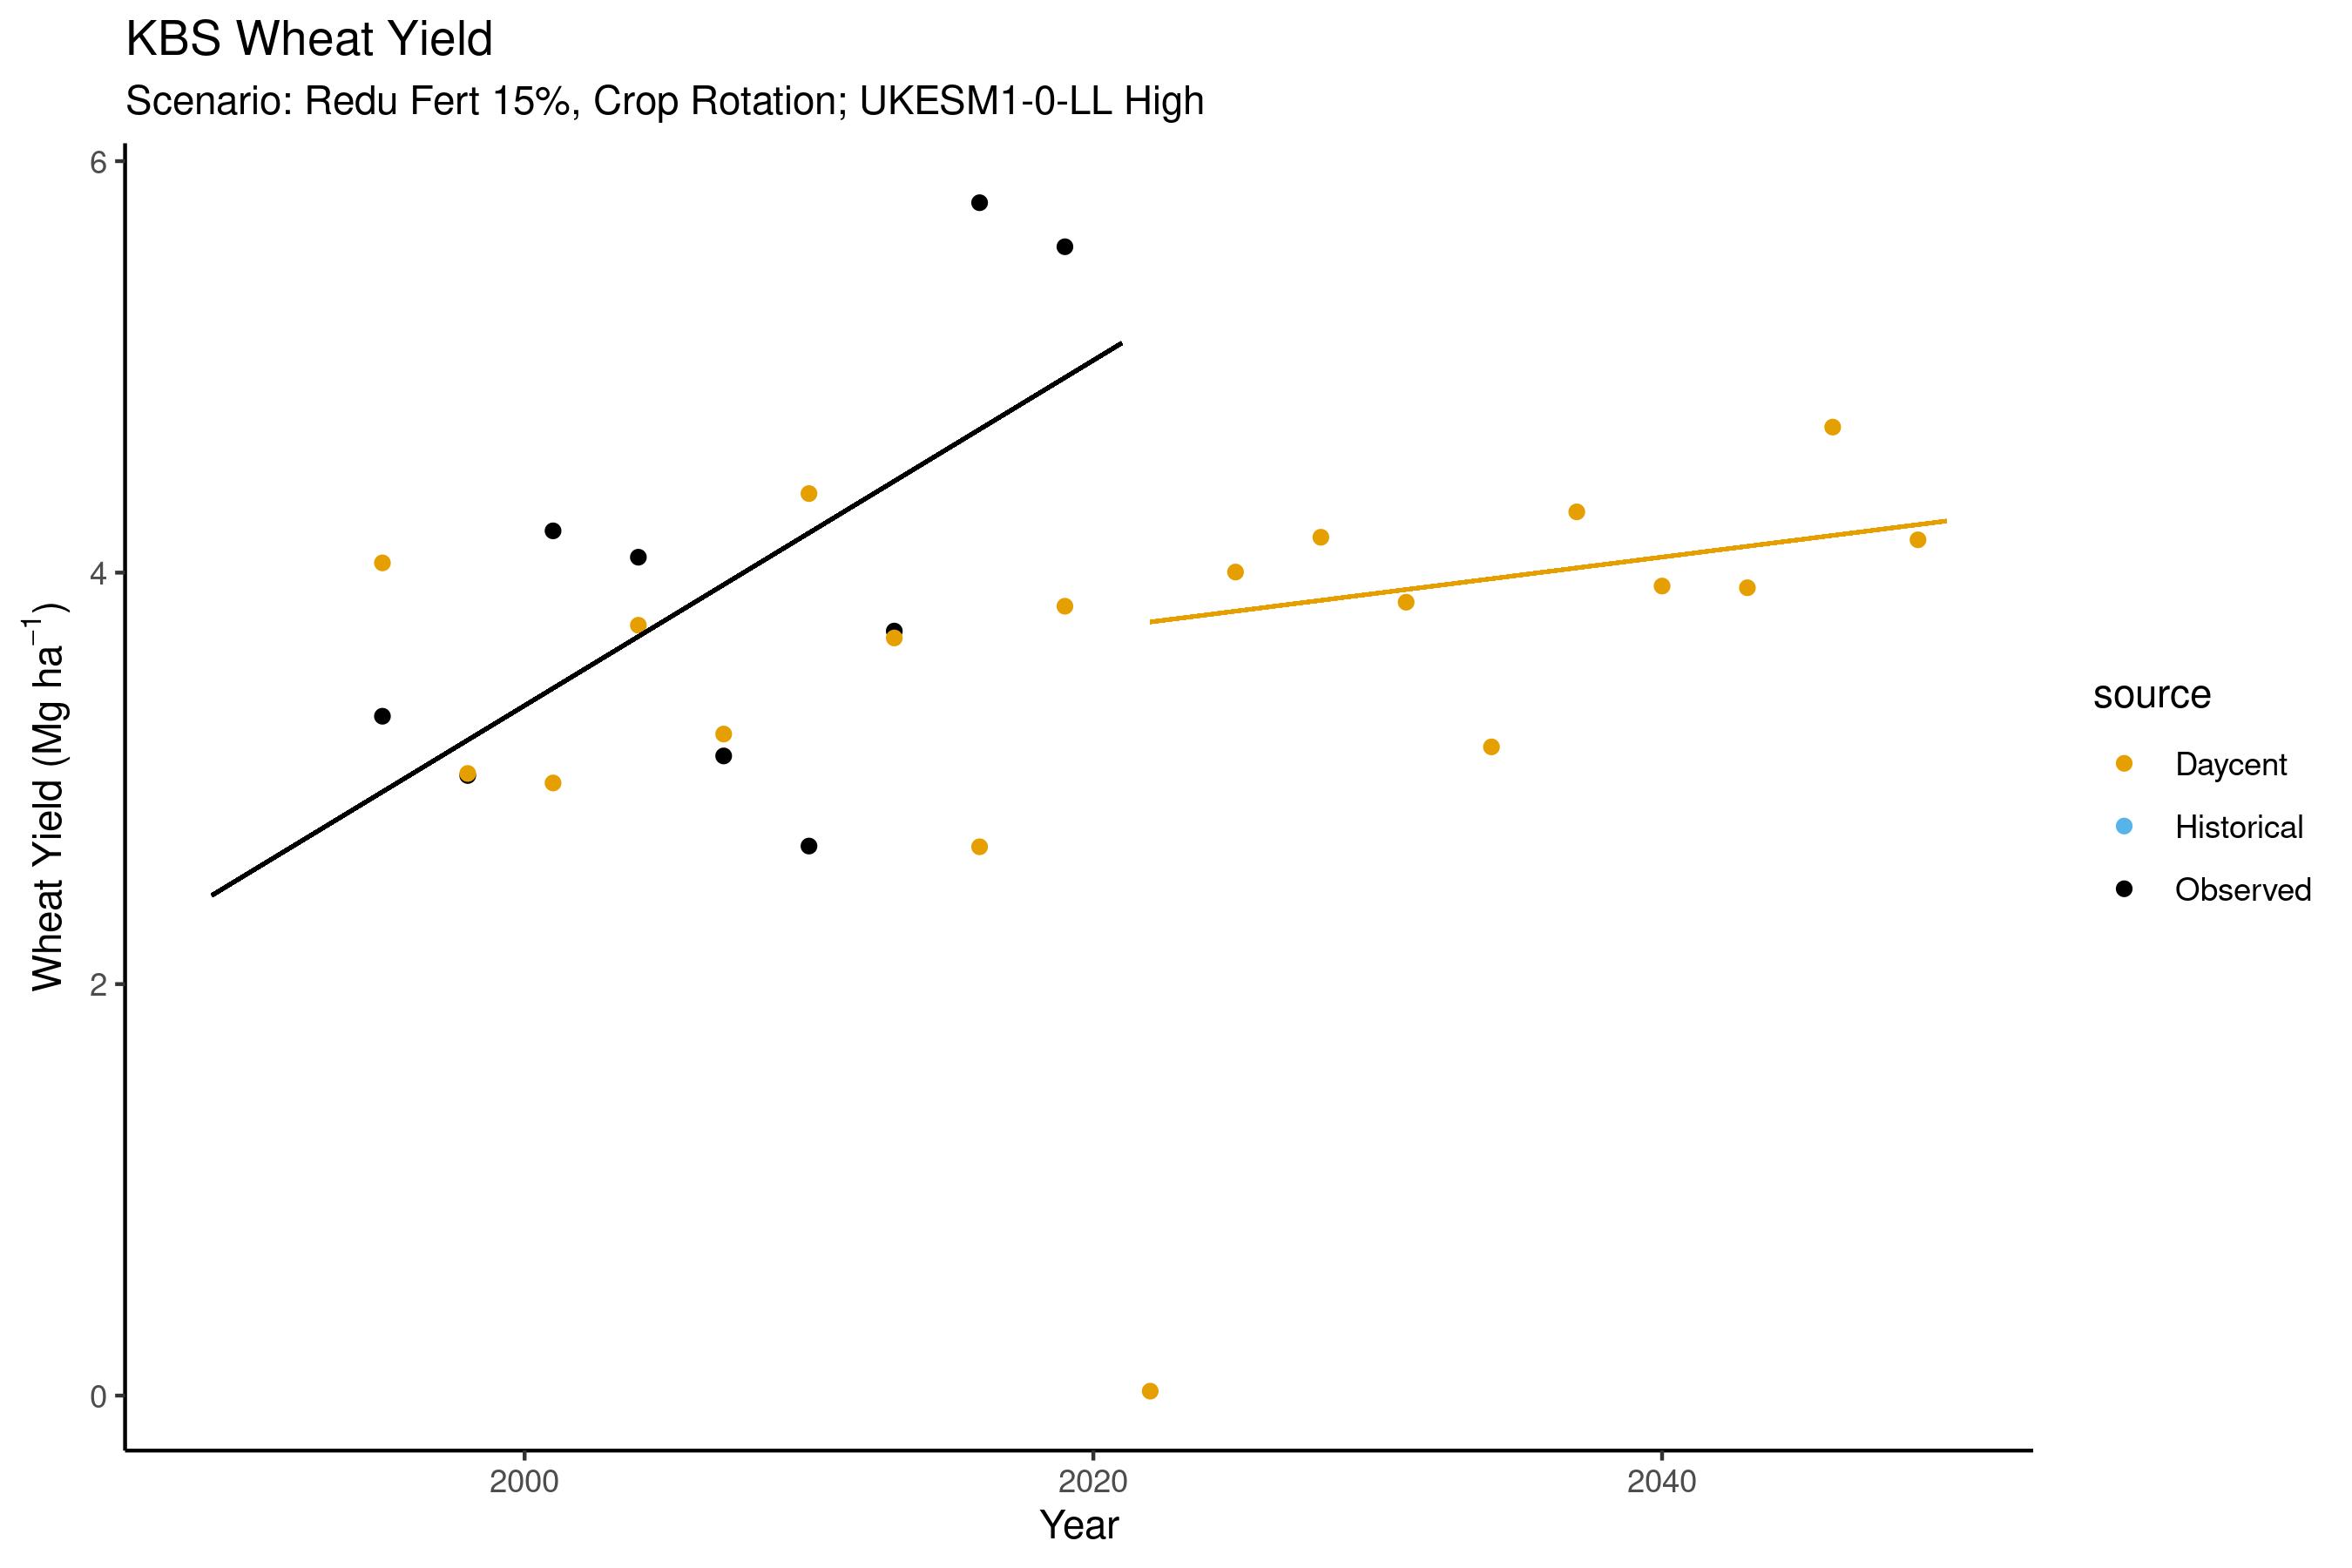 KBS Wheat Yield
Scenario: Redu Fert 15%, Crop Rotation; UKESM1-0-LL High
Wheat Yield (Mg ha⁻¹)
6
4
2
0
2000
2020
2040
Year
source
Daycent
Historical
Observed